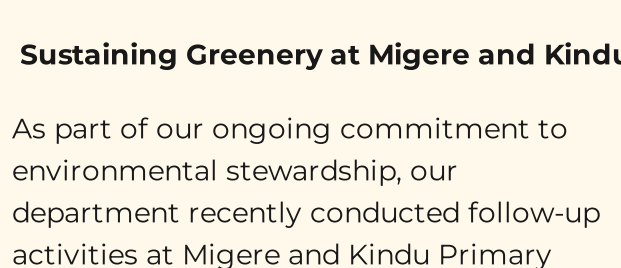 Sustaining Greenery at Migere and Kindu
As part of our ongoing commitment to
environmental stewardship, our
department recently conducted follow-up
activities at Migere and Kindu Primary